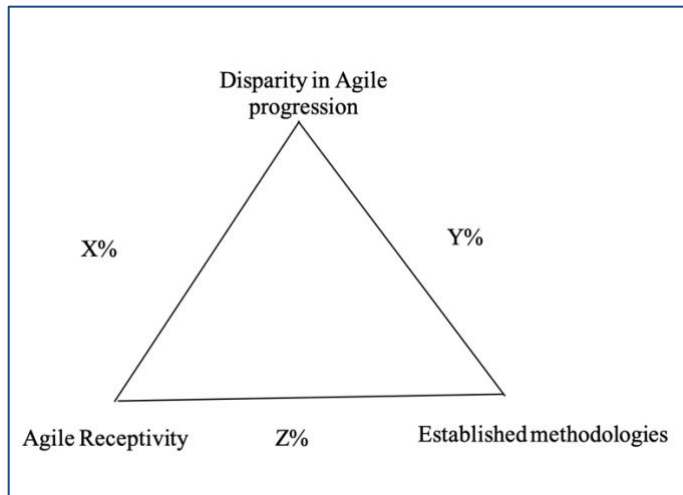 Disparity in Agile
progression
X%
Y%
Agile Receptivity
Z%
Established methodologies